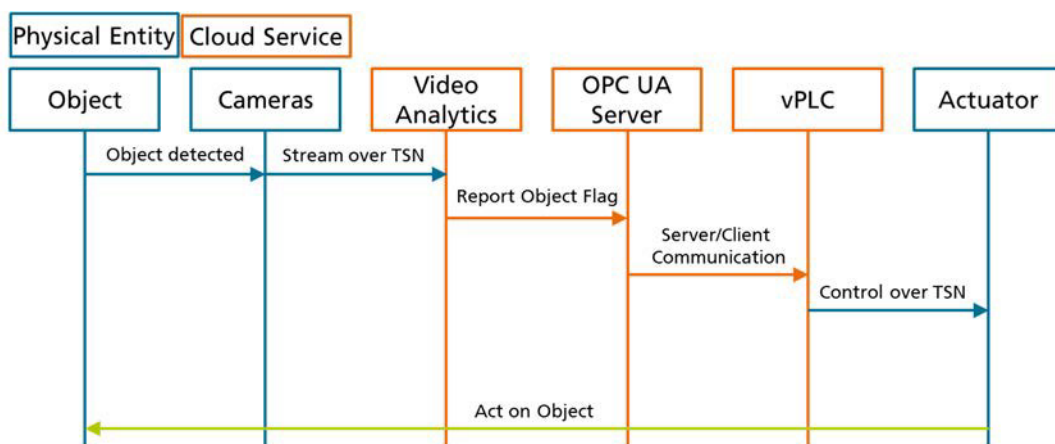 Physical Entity
Cloud Service
Object
Cameras
Video
Analytics
OPC UA
Server
vPLC
Actuator
Object detected
Stream over TSN
Report Object Flag
Server/Client
Communication
Control over TSN
Act on Object